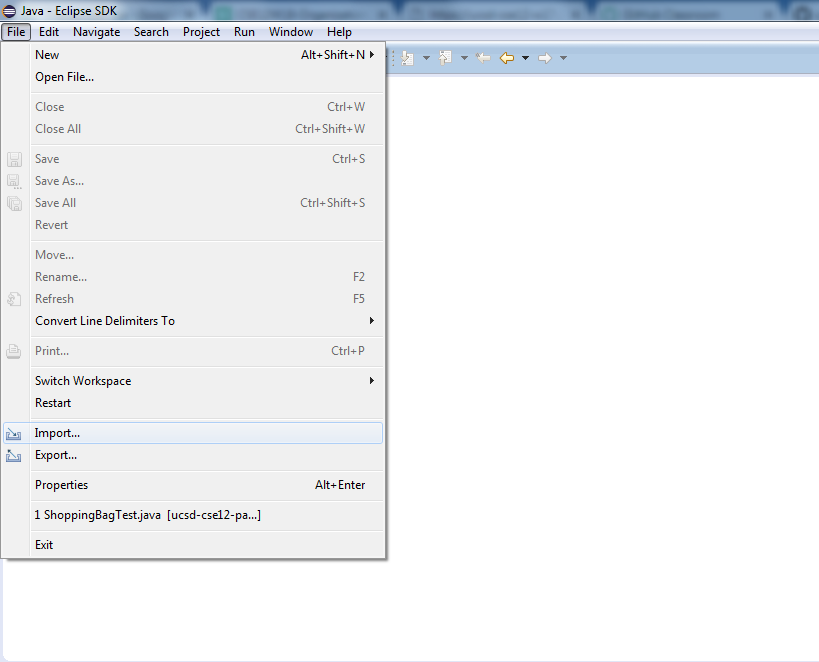 Java - Eclipse SDK
File Edit Navigate Search Project Run Window Help
New Alt+Shift+N
Open File...
Close Ctrl+W
Close All Ctrl+Shift+W
Save Ctrl+S
Save As...
Save All Ctrl+Shift+S
Revert
Move...
Rename... F2
Refresh F5
Convert Line Delimiters To
Print... Ctrl+P
Switch Workspace
Restart
Import...
Export...
Properties Alt+Enter
1 ShoppingBagTest.java [ucsd-cse12-pa...]
Exit